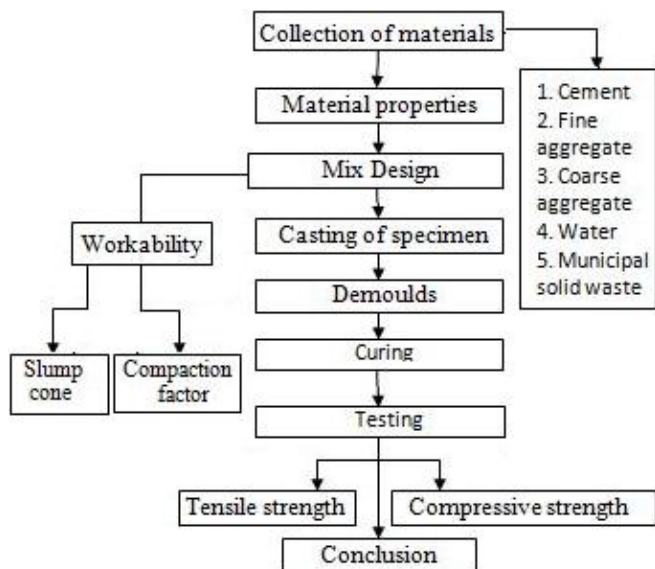 Collection of materials
1. Cement
2. Fine
aggregate
3. Coarse
aggregate
4. Water
5. Municipal
solid waste
Material properties
Mix Design
Workability
Casting of specimen
Demoulds
Slump
cone
Compaction
factor
Curing
Testing
Tensile strength
Compressive strength
Conclusion